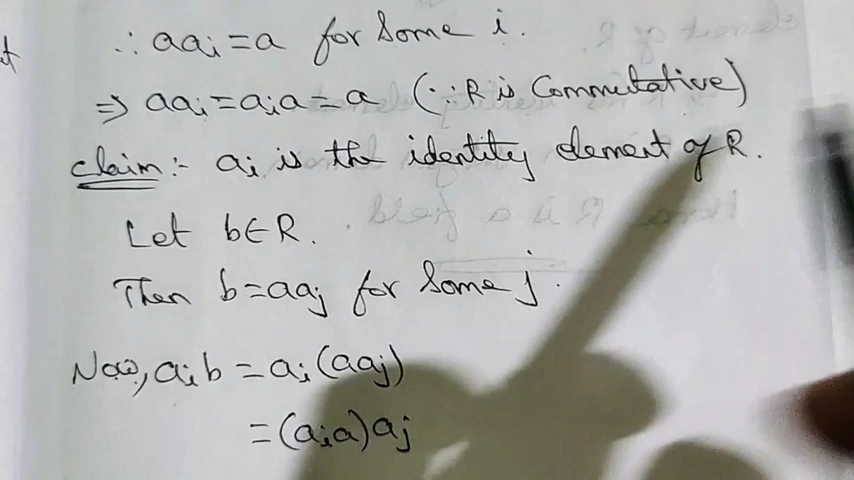 ∴ aaᵢ = a for Some i.
⇒ aaᵢ = aᵢa = a (∵ R is Commutative)
Claim:- aᵢ is the identity element of R.
Let b∈R.
Then b = aaⱼ for Some j.
Now, aᵢb = aᵢ(aaⱼ)
= (aᵢa)aⱼ